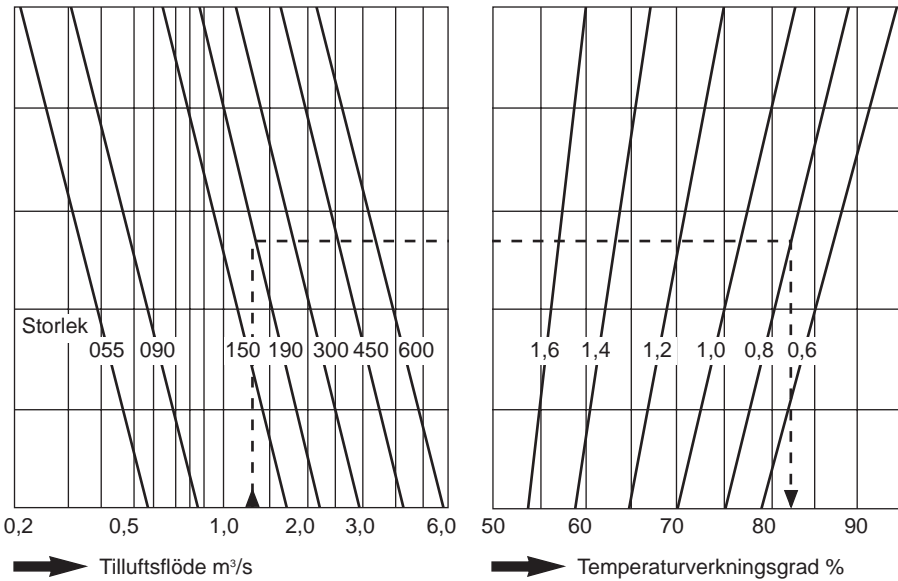 Storlek
055 090 150 190 300 450 600
1,6 1,4 1,2 1,0 0,8 0,6
0,2 0,5 1,0 2,0 3,0 6,0
50 60 70 80 90
Tilluftsflöde m³/s
Temperaturverkningsgrad %